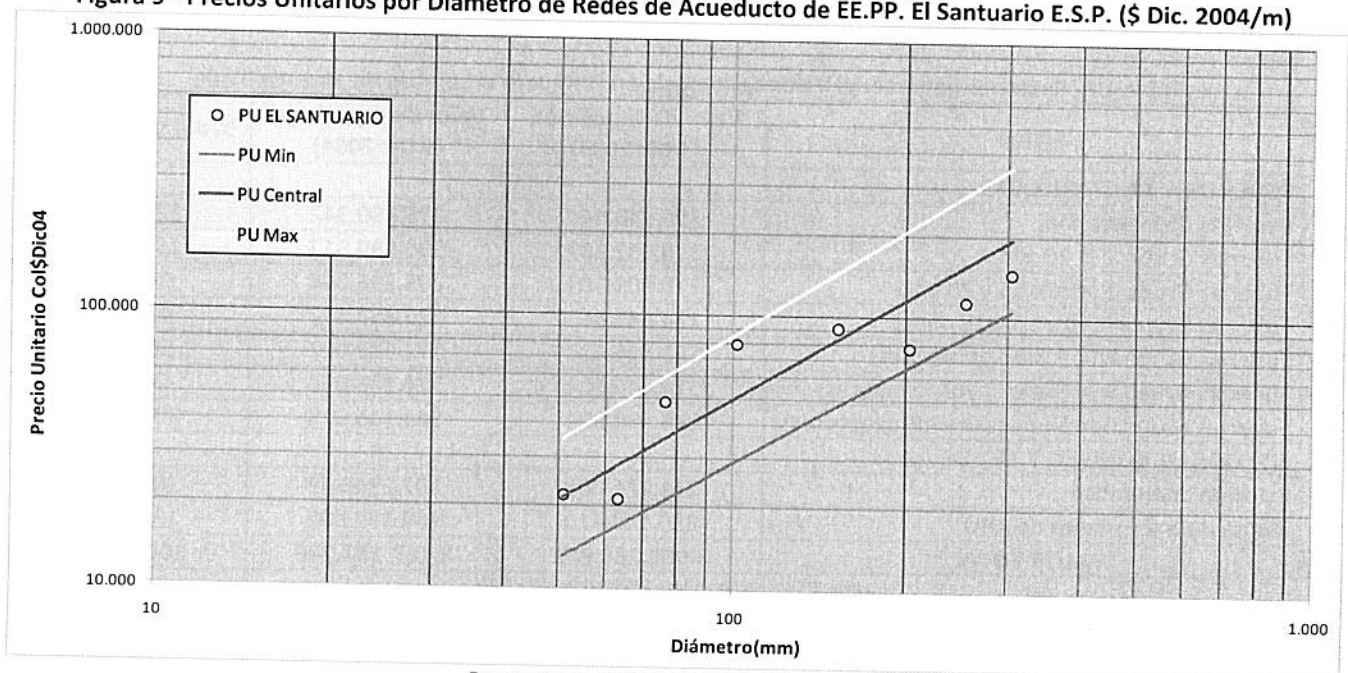 Precios Unitarios por Diámetro de Redes de Acueducto de EE.PP. El Santuario E.S.P. ($ Dic. 2004/m)
1.000.000
PU EL SANTUARIO
PU Min
PU Central
PU Max
Precio Unitario Col$Dic04
100.000
10.000
10
100
1.000
Diámetro(mm)